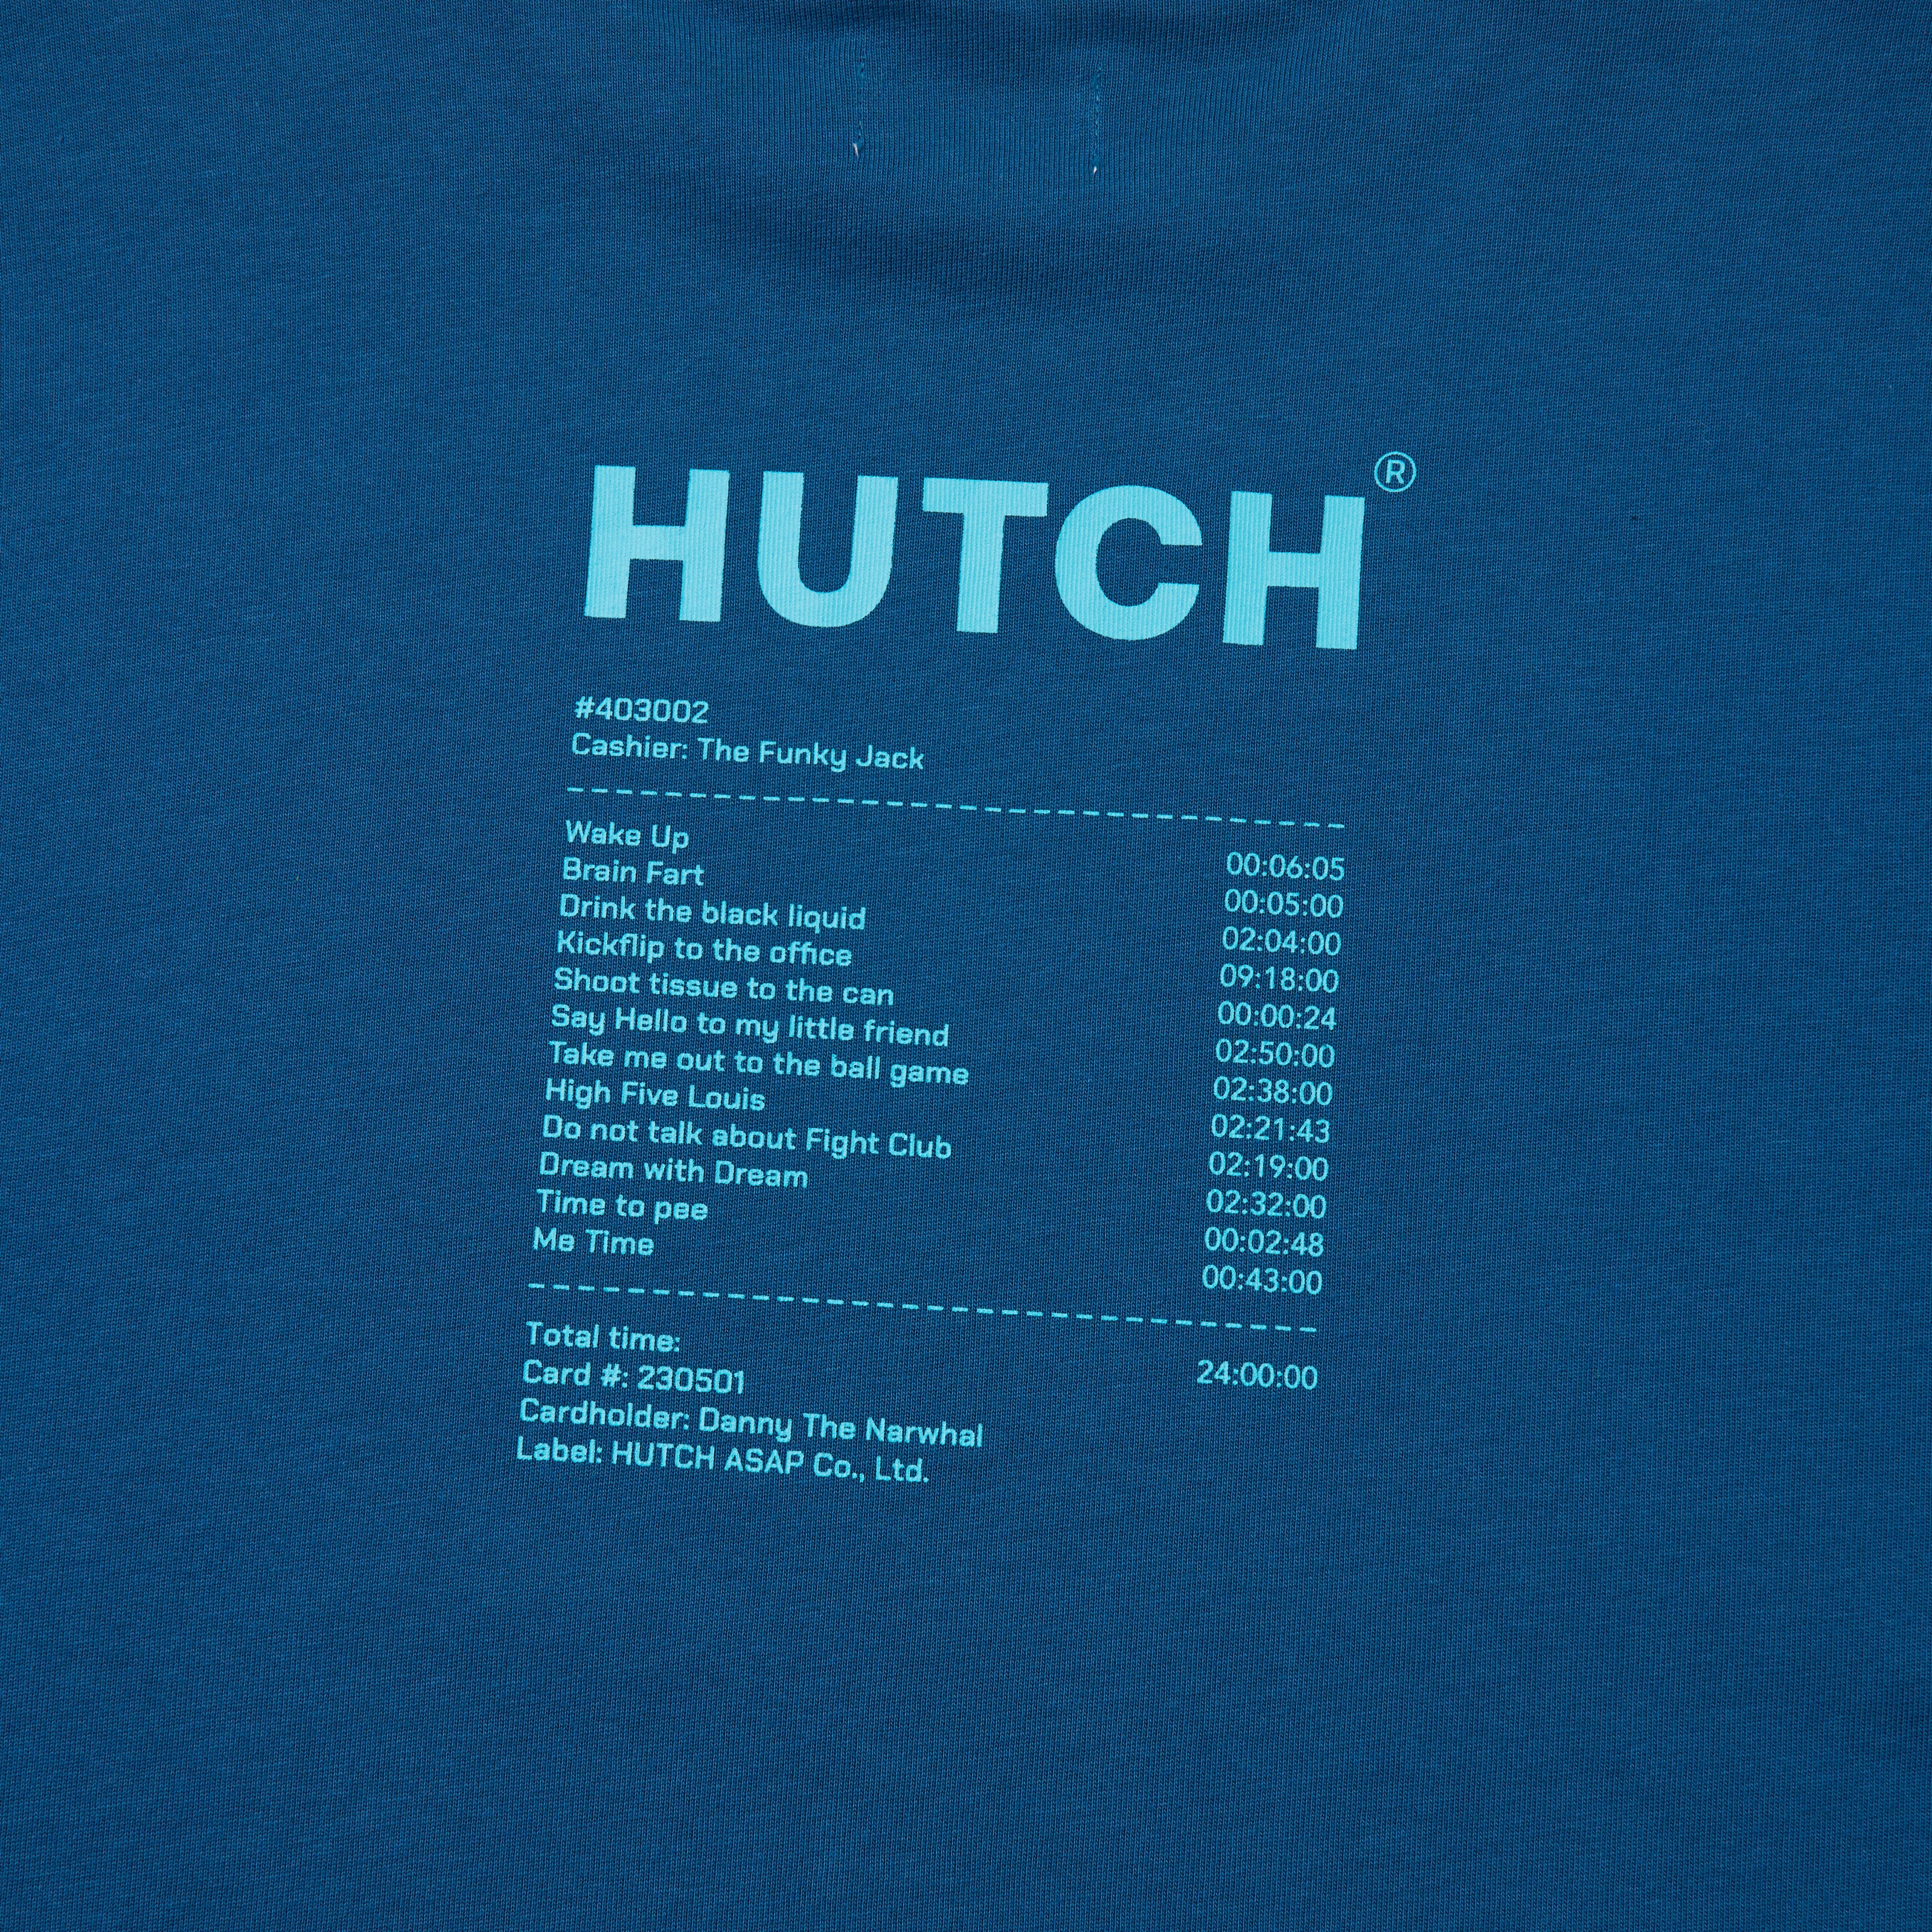 HUTCH®
#403002
Cashier: The Funky Jack
Wake Up 00:06:05
Brain Fart 00:05:00
Drink the black liquid 02:04:00
Kickflip to the office 09:18:00
Shoot tissue to the can 00:00:24
Say Hello to my little friend 02:50:00
Take me out to the ball game 02:38:00
High Five Louis 02:21:43
Do not talk about Fight Club 02:19:00
Dream with Dream 02:32:00
Time to pee 00:02:48
Me Time 00:43:00
Total time: 24:00:00
Card #: 230501
Cardholder: Danny The Narwhal
Label: HUTCH ASAP Co., Ltd.